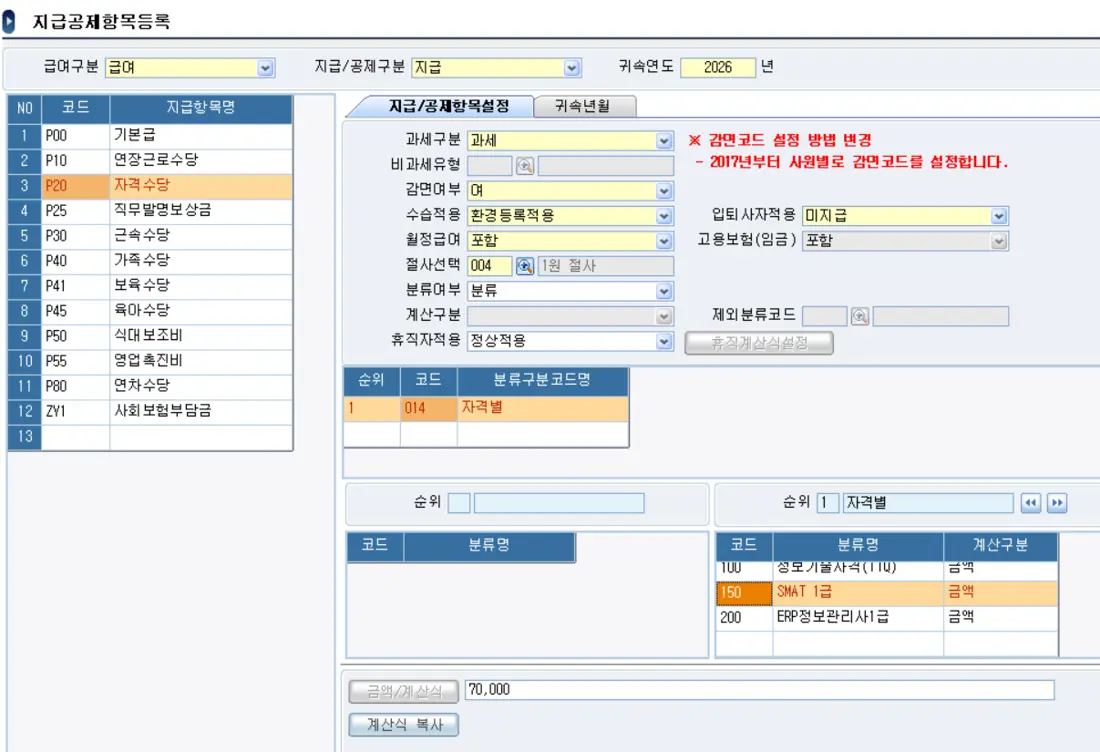 지급공제항목등록
급여구분 급여 지급/공제구분 지급 귀속연도 2026 년
NO 코드 지급항목명
1 P00 기본급
2 P10 연장근로수당
3 P20 자격수당
4 P25 직무발명보상금
5 P30 근속수당
6 P40 가족수당
7 P41 보육수당
8 P45 육아수당
9 P50 식대보조비
10 P55 영업촉진비
11 P80 연차수당
12 ZY1 사회보험부담금
13
지급/공제항목설정 귀속년월
과세구분 과세
※ 감면코드 설정 방법 변경
비과세유형
- 2017년부터 사원별로 감면코드를 설정합니다.
감면여부 여
수습적용 환경등록적용 입퇴사자적용 미지급
월정급여 포함 고용보험(임금) 포함
절사선택 004 1원 절사
분류여부 분류
계산구분 제외분류코드
휴직자적용 정상적용 휴직계산식설정
순위 코드 분류구분코드명
1 014 자격별
순위
코드 분류명
순위 1 자격별
코드 분류명 계산구분
100 정보기술자격(ITQ) 금액
150 SMAT 1급 금액
200 ERP정보관리사1급 금액
금액/계산식 70,000
계산식 복사